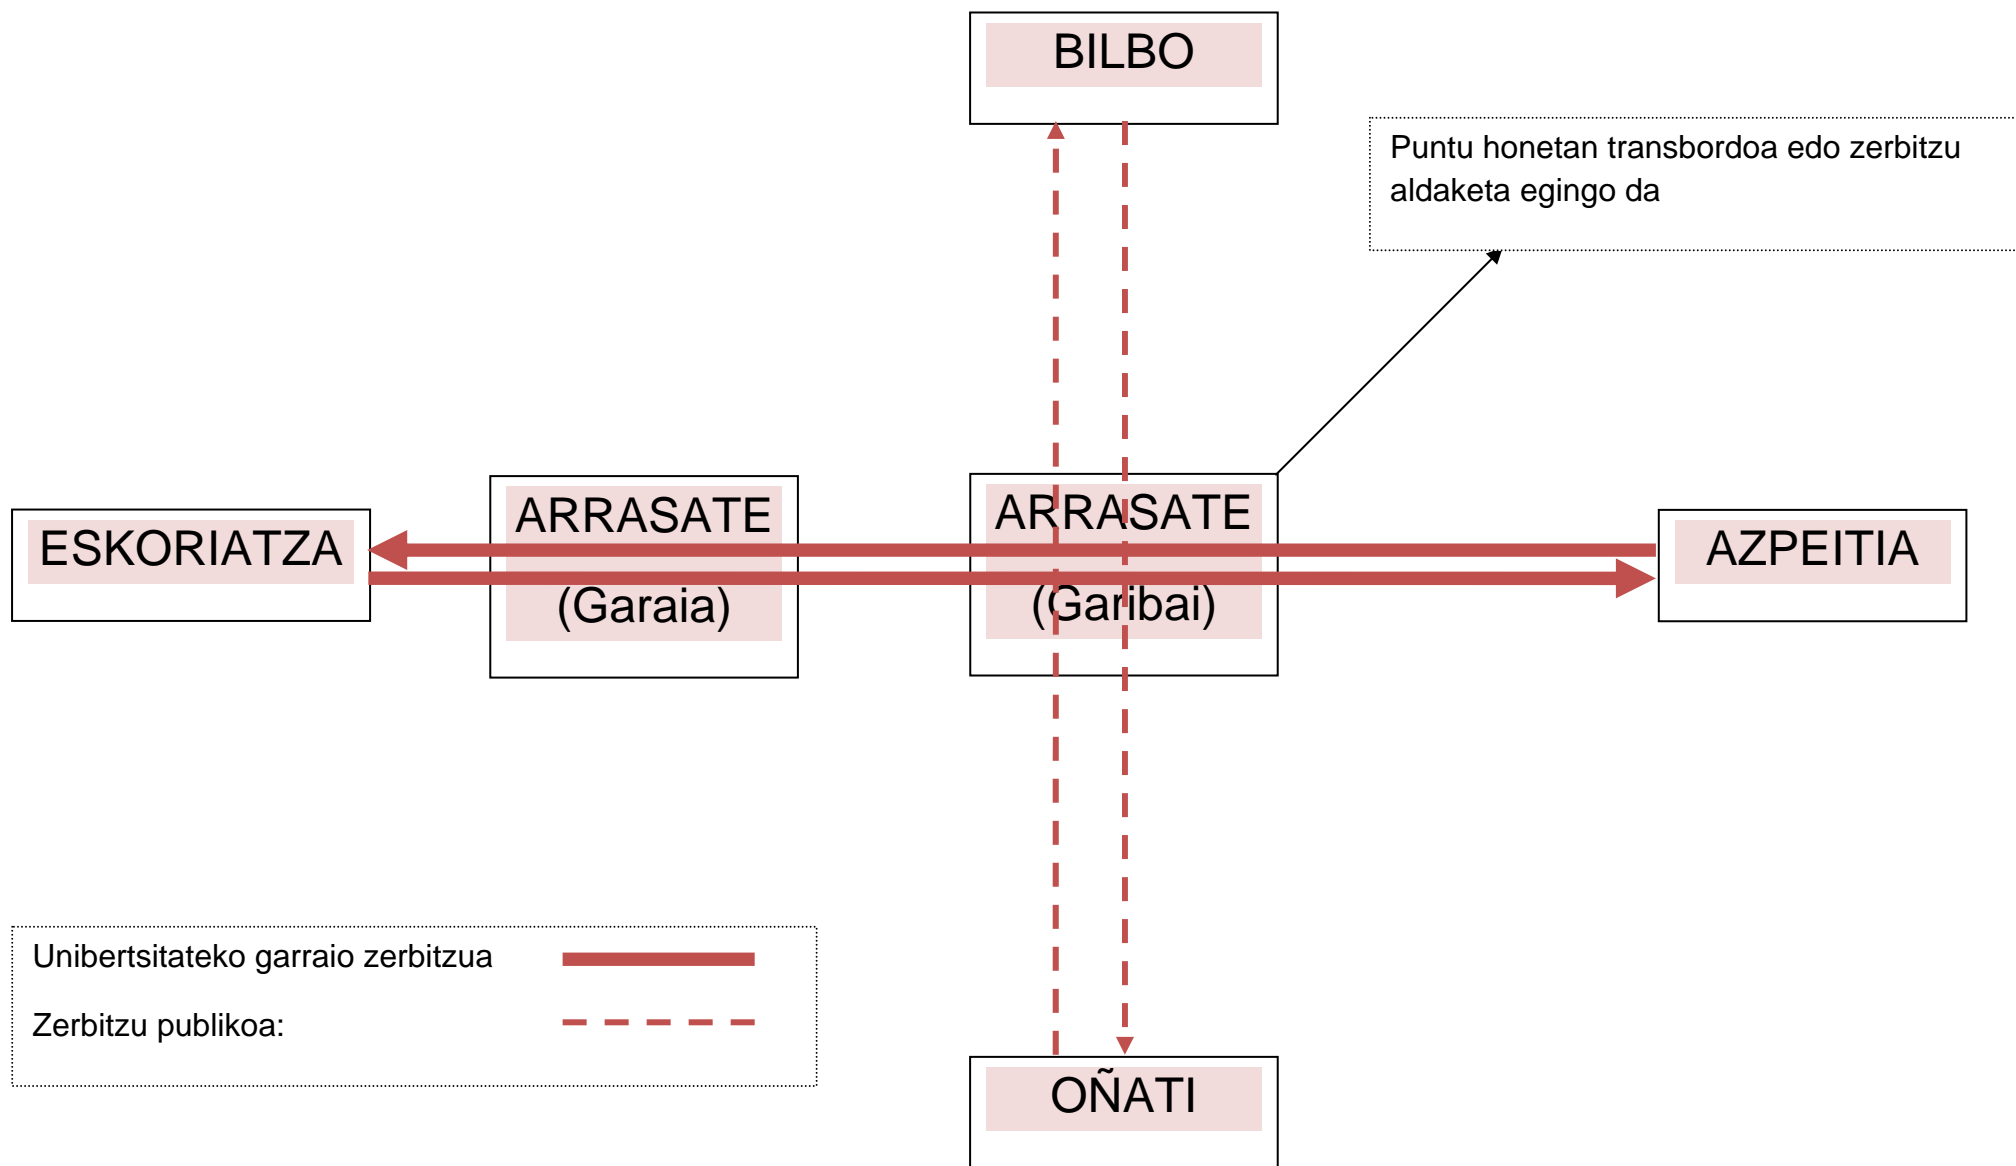 BILBO
Puntu honetan transbordoa edo zerbitzu
aldaketa egingo da
ESKORIATZA
ARRASATE
(Garaia)
ARRASATE
(Garibai)
AZPEITIA
Unibertsitateko garraio zerbitzua
Zerbitzu publikoa:
OÑATI